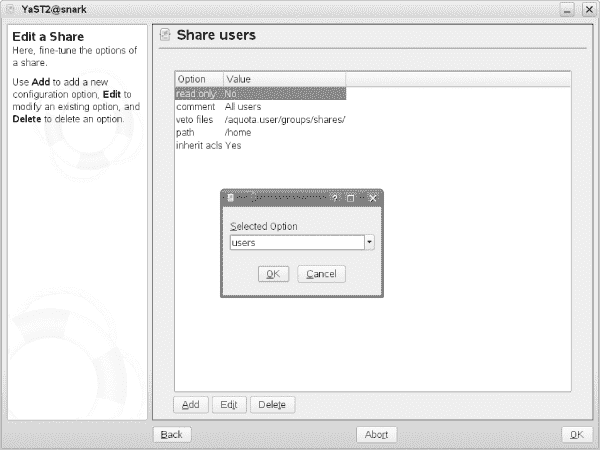 YaST2@snark
Edit a Share
Here, fine-tune the options of
a share.
Use Add to add a new
configuration option, Edit to
modify an existing option, and
Delete to delete an option.
Share users
Option Value
read only No
comment All users
veto files /aquota.user/groups/shares/
path /home
inherit acls Yes
Selected Option
users
OK Cancel
Add Edit Delete
Back Abort OK